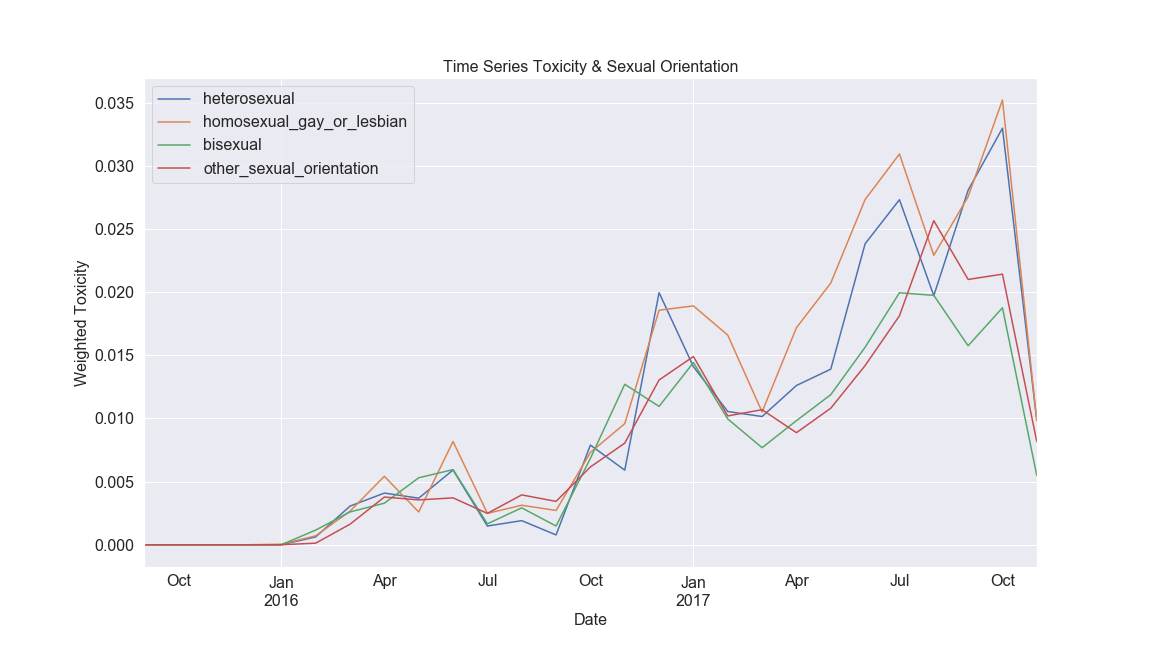 Time Series Toxicity & Sexual Orientation
heterosexual
homosexual_gay_or_lesbian
bisexual
other_sexual_orientation
Weighted Toxicity
0.035
0.030
0.025
0.020
0.015
0.010
0.005
0.000
Oct Jan Apr Jul Oct Jan Apr Jul Oct
2016 2017
Date